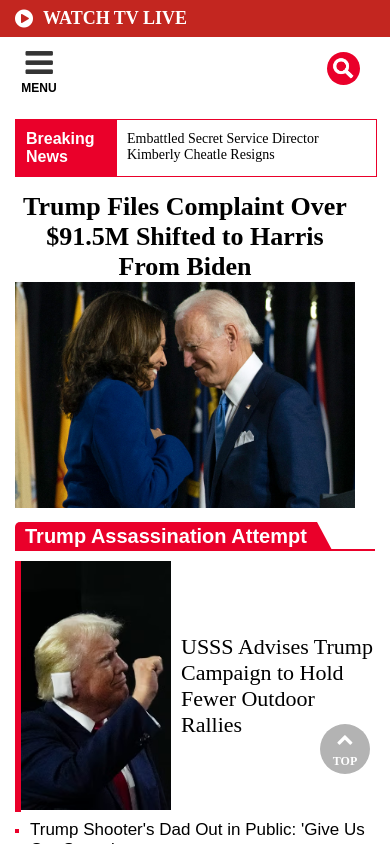 WATCH TV LIVE
MENU
Breaking
News
Embattled Secret Service Director
Kimberly Cheatle Resigns
Trump Files Complaint Over
$91.5M Shifted to Harris
From Biden
Trump Assassination Attempt
USSS Advises Trump
Campaign to Hold
Fewer Outdoor
Rallies
TOP
Trump Shooter's Dad Out in Public: 'Give Us